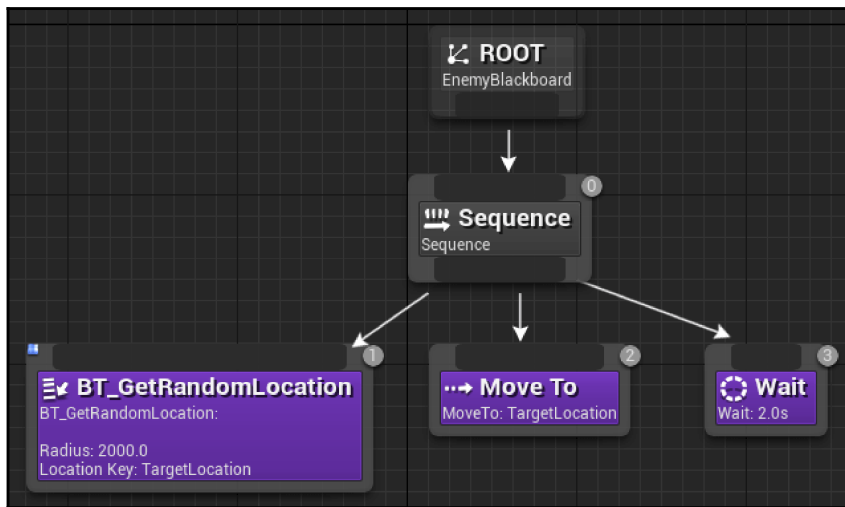 ROOT
EnemyBlackboard
0
Sequence
Sequence
1
BT_GetRandomLocation
BT_GetRandomLocation:
Radius: 2000.0
Location Key: TargetLocation
2
Move To
MoveTo: TargetLocation
3
Wait
Wait: 2.0s